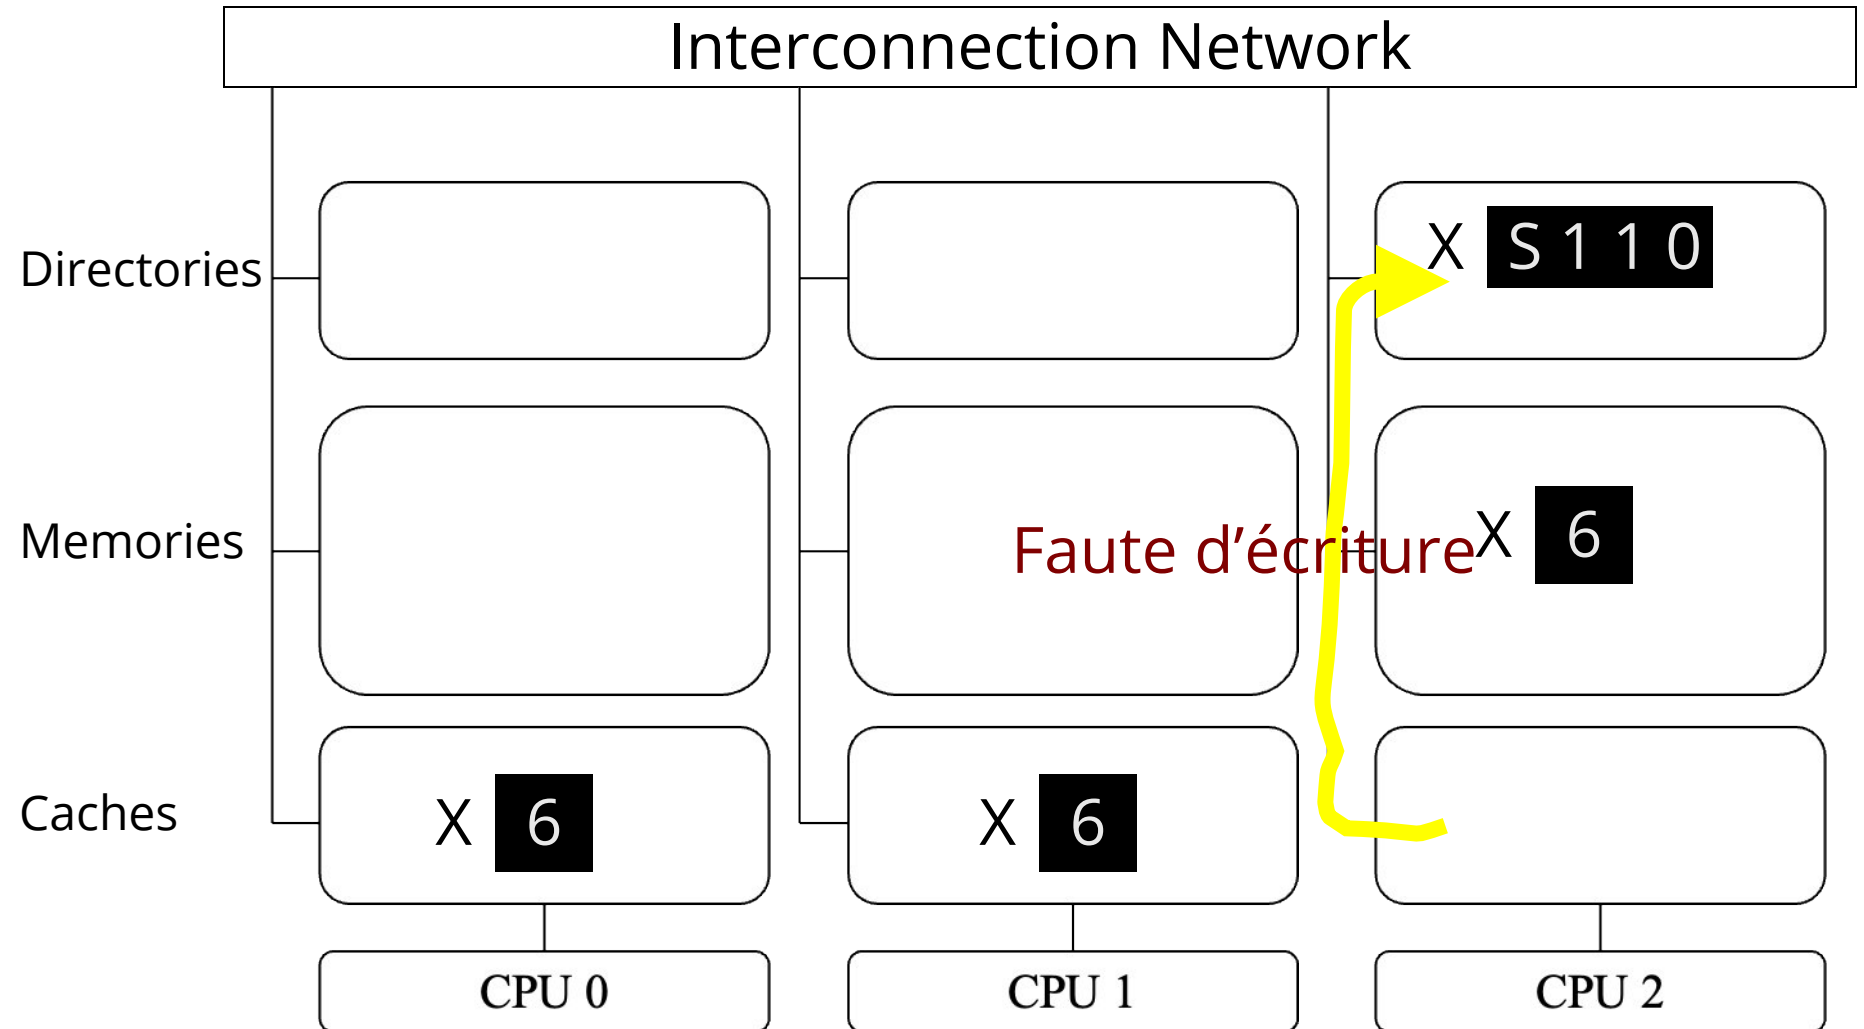 Interconnection Network
Directories
X S 1 1 0
Memories
Faute d’écriture
X 6
Caches
X 6
X 6
CPU 0
CPU 1
CPU 2